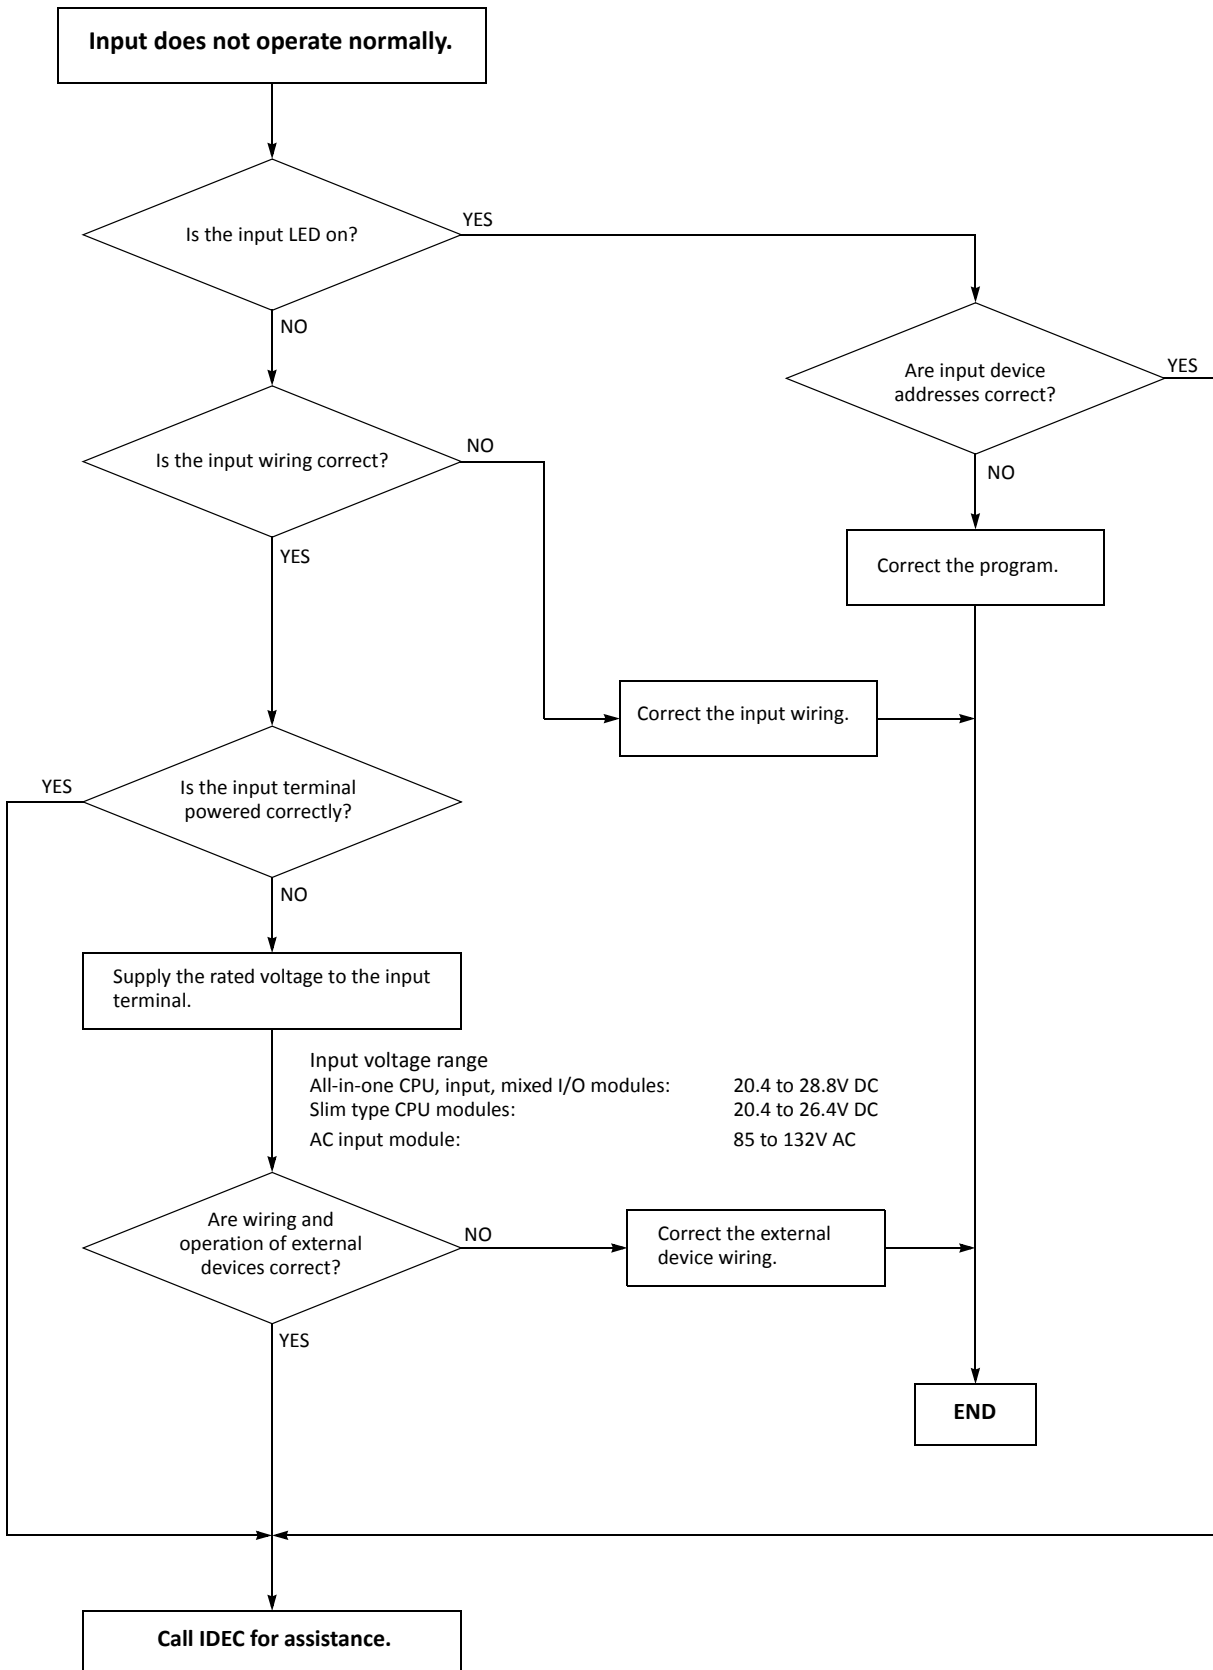 Input does not operate normally.
Is the input LED on?
YES
NO
Are input device
addresses correct?
YES
NO
Is the input wiring correct?
NO
YES
Correct the program.
Correct the input wiring.
Is the input terminal
powered correctly?
YES
NO
Supply the rated voltage to the input
terminal.
Input voltage range
All-in-one CPU, input, mixed I/O modules: 20.4 to 28.8V DC
Slim type CPU modules: 20.4 to 26.4V DC
AC input module: 85 to 132V AC
Are wiring and
operation of external
devices correct?
NO
YES
Correct the external
device wiring.
END
Call IDEC for assistance.